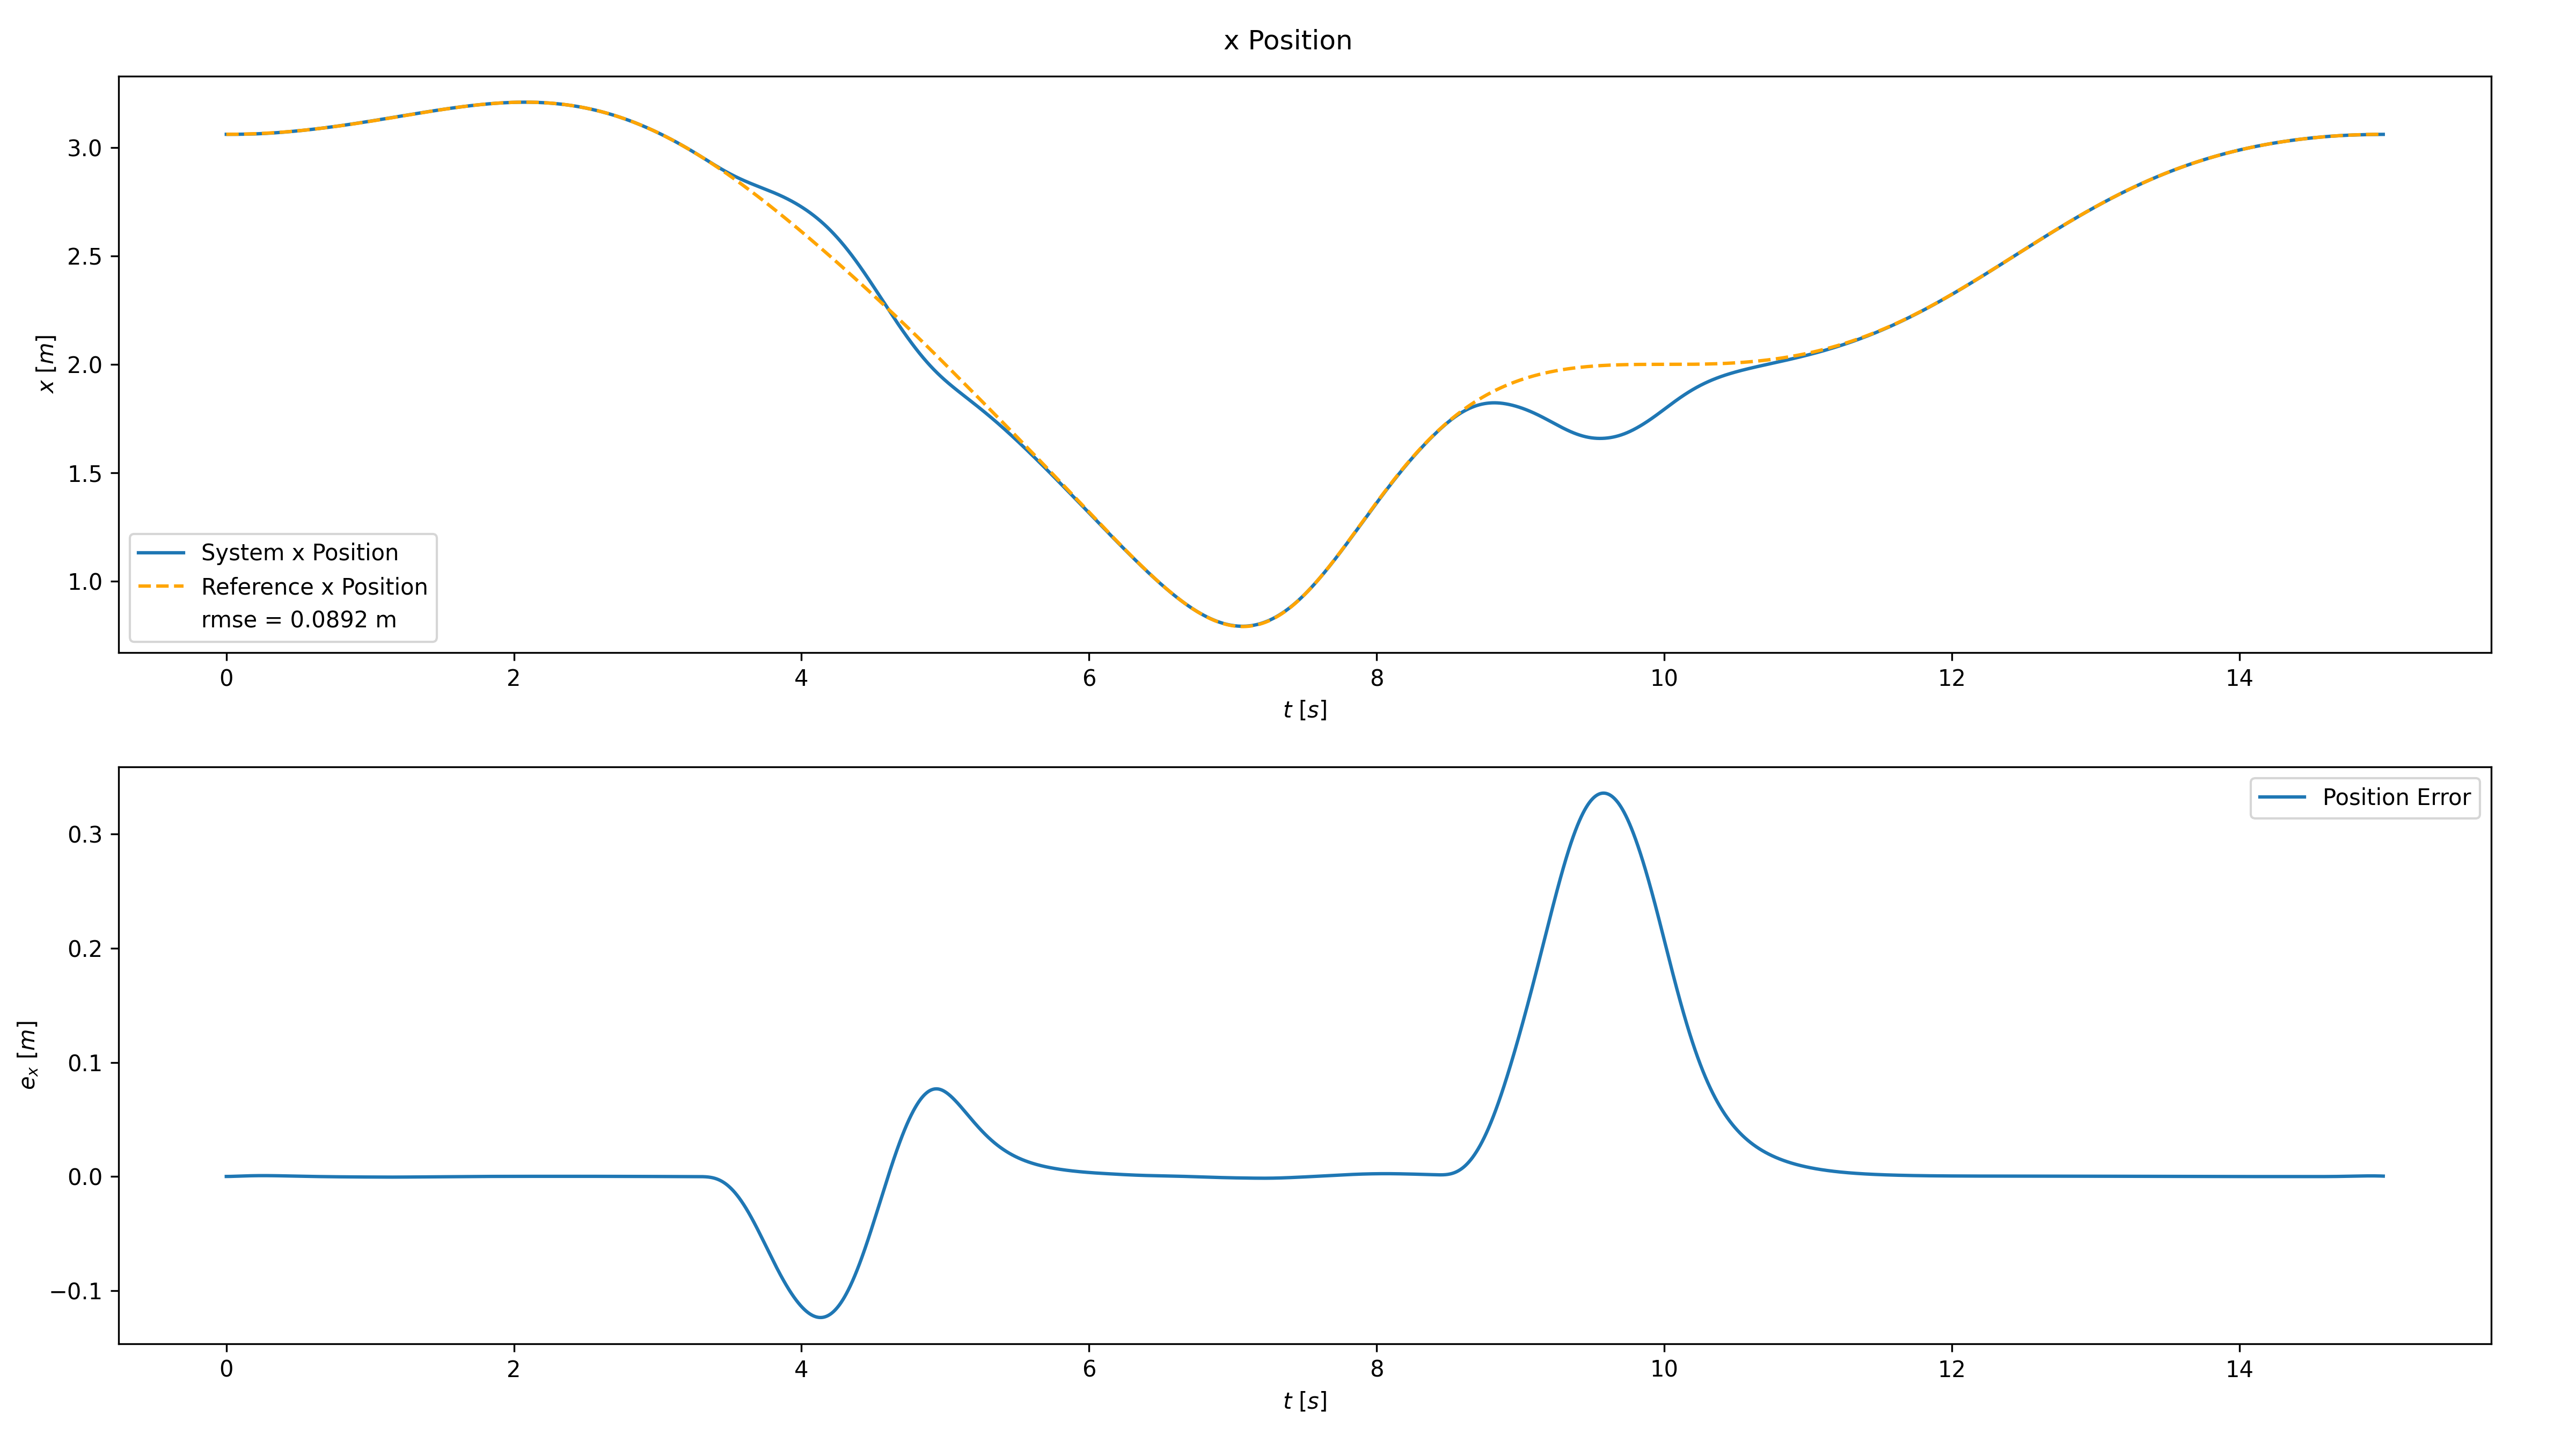 x Position
3.0
2.5
2.0
1.5
1.0
x [m]
System x Position
Reference x Position
rmse = 0.0892 m
0 2 4 6 8 10 12 14
t [s]
Position Error
0.3
0.2
0.1
0.0
−0.1
eₓ [m]
0 2 4 6 8 10 12 14
t [s]